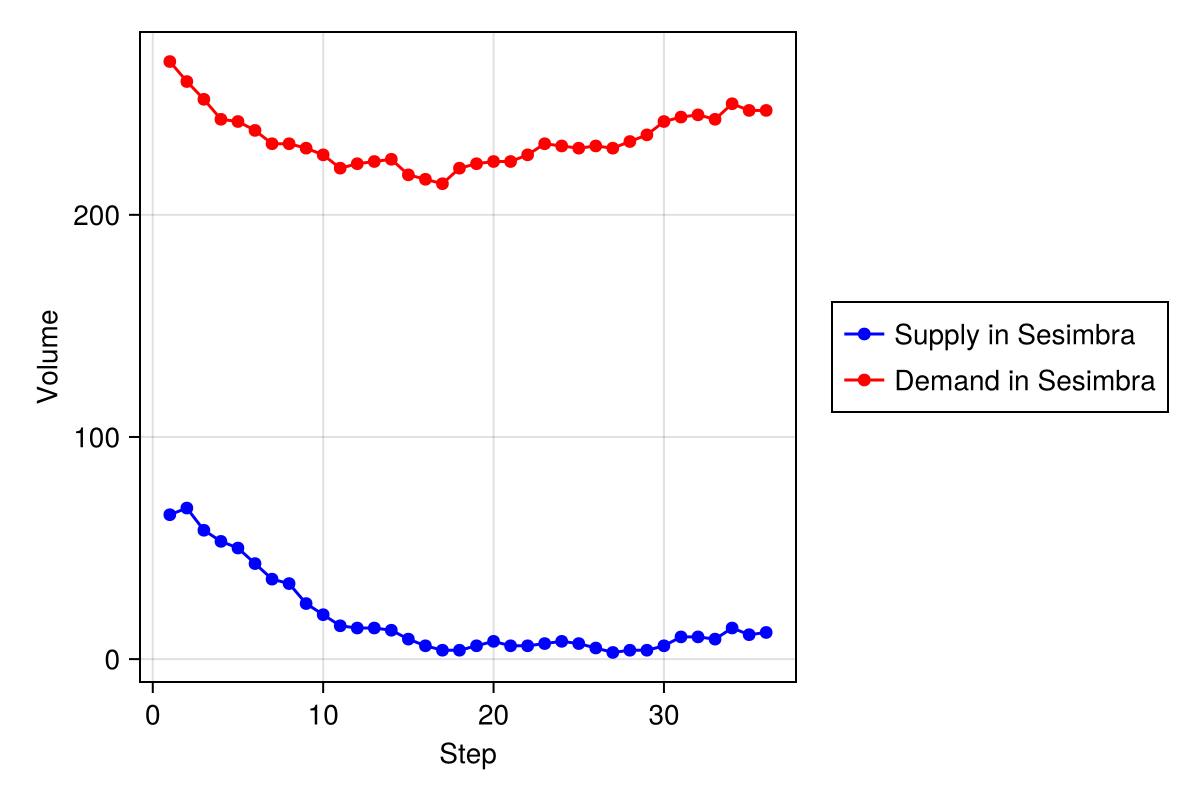 Volume
200
100
0
0 10 20 30
Step
Supply in Sesimbra
Demand in Sesimbra